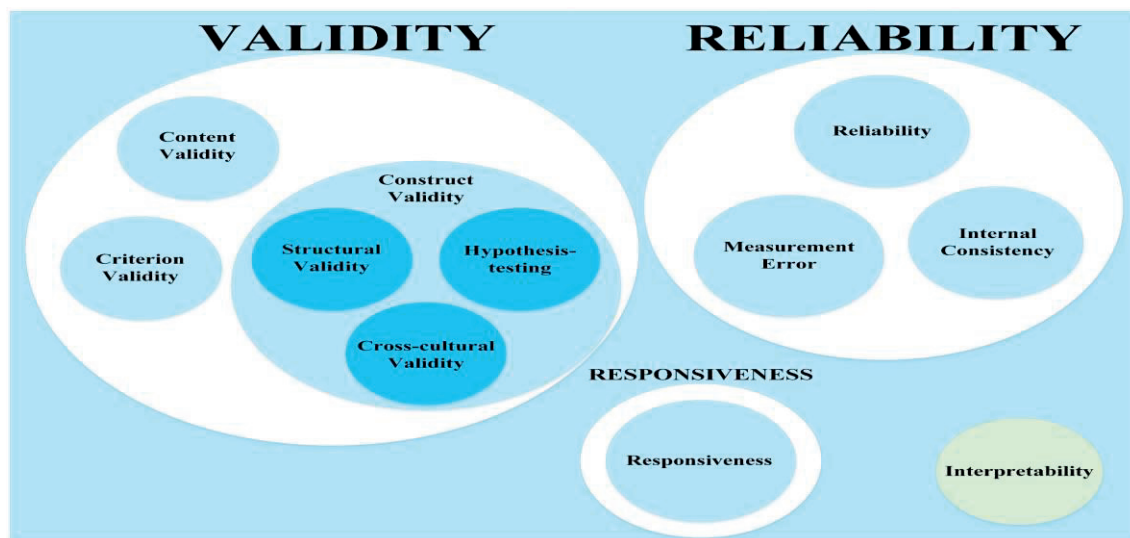 VALIDITY
Content
Validity
Criterion
Validity
Construct
Validity
Structural
Validity
Hypothesis-
testing
Cross-cultural
Validity
RELIABILITY
Reliability
Measurement
Error
Internal
Consistency
RESPONSIVENESS
Responsiveness
Interpretability